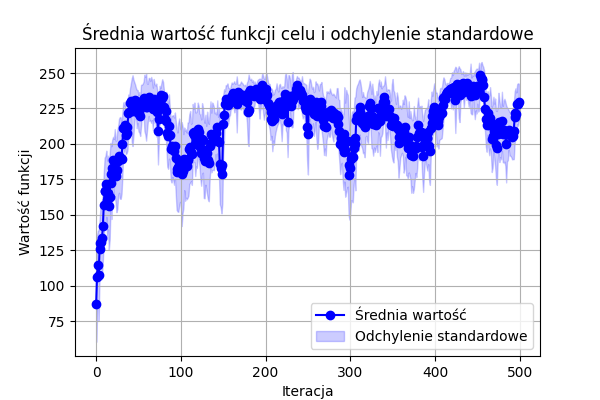 Średnia wartość funkcji celu i odchylenie standardowe
250
225
200
175
150
125
100
75
Wartość funkcji
0 100 200 300 400 500
Iteracja
Średnia wartość
Odchylenie standardowe